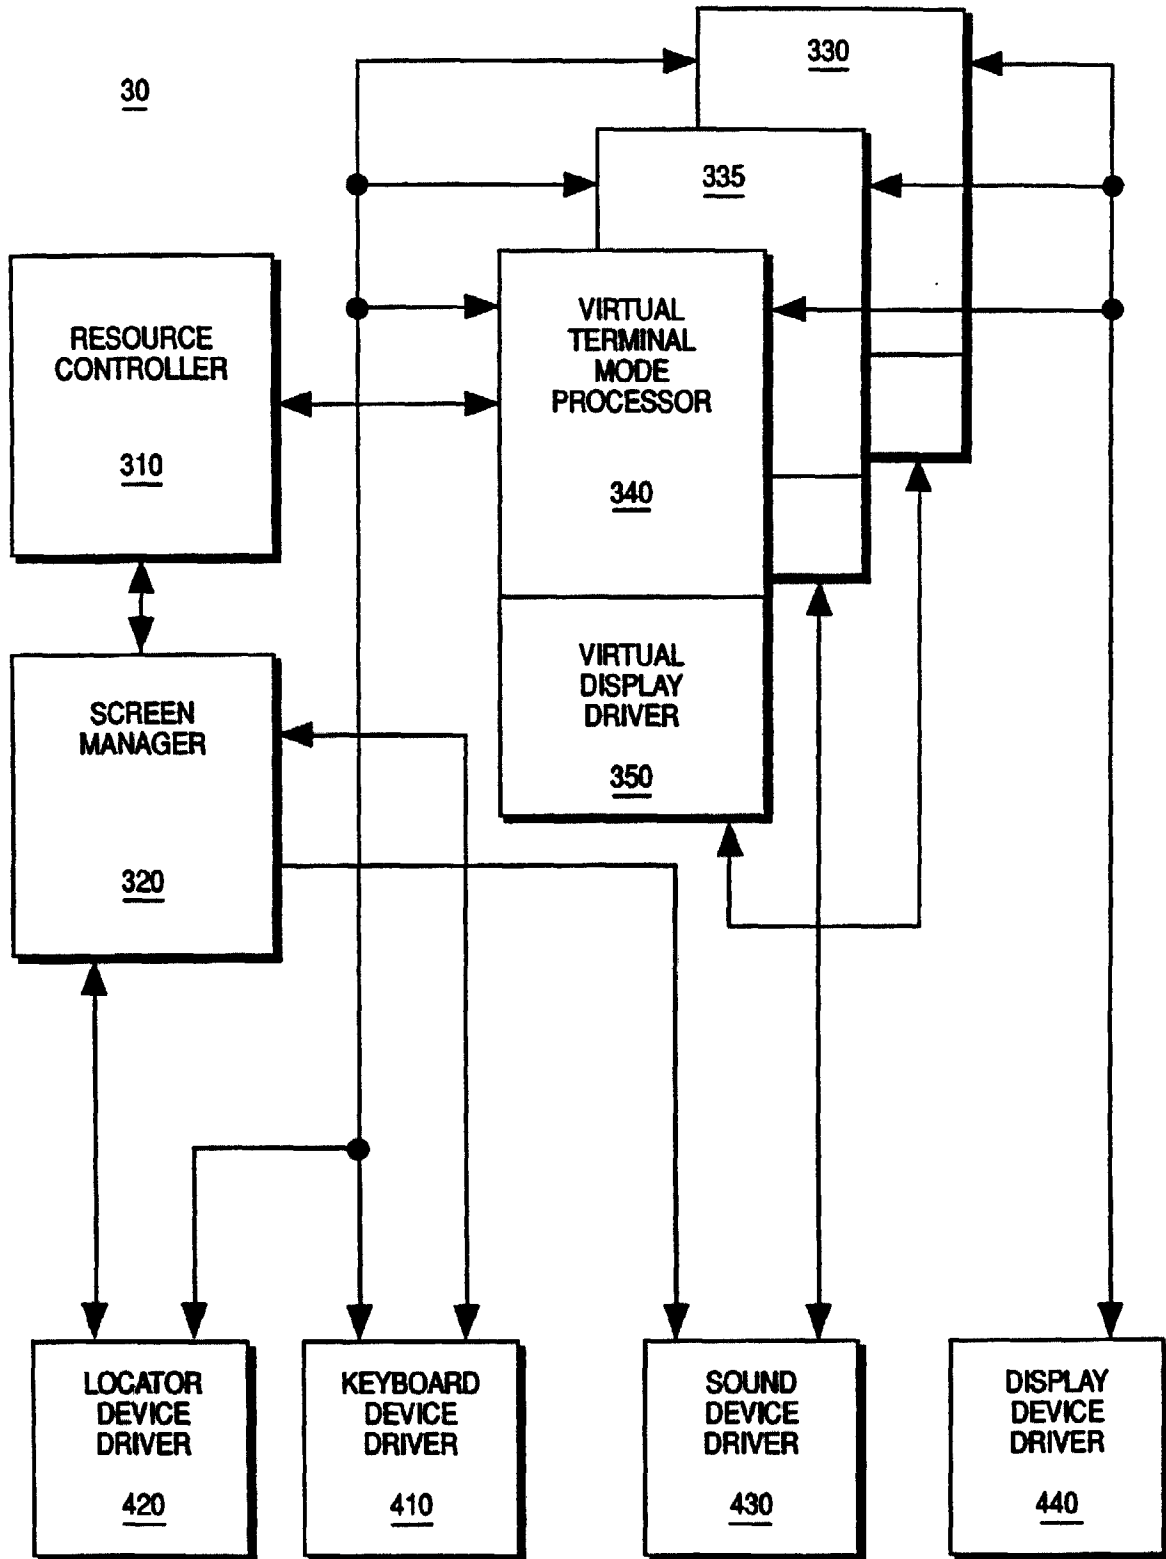 30
330
335
RESOURCE
CONTROLLER
310
VIRTUAL
TERMINAL
MODE
PROCESSOR
340
VIRTUAL
DISPLAY
DRIVER
350
SCREEN
MANAGER
320
LOCATOR
DEVICE
DRIVER
420
KEYBOARD
DEVICE
DRIVER
410
SOUND
DEVICE
DRIVER
430
DISPLAY
DEVICE
DRIVER
440